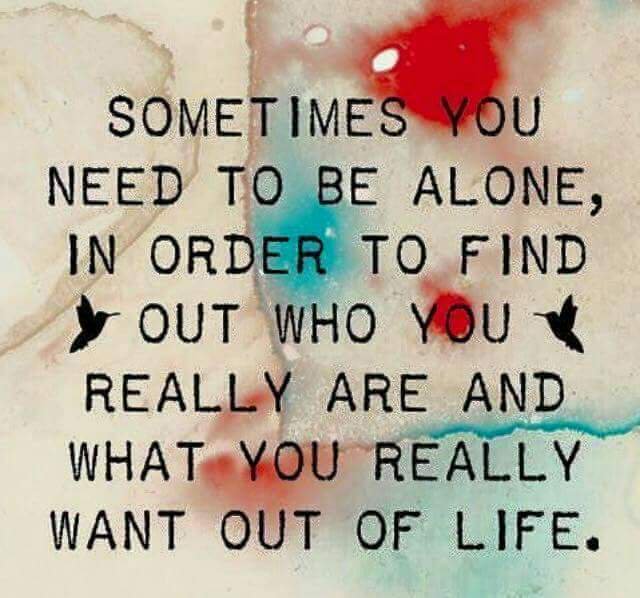 SOMETIMES YOU
NEED TO BE ALONE,
IN ORDER TO FIND
OUT WHO YOU
REALLY ARE AND
WHAT YOU REALLY
WANT OUT OF LIFE.